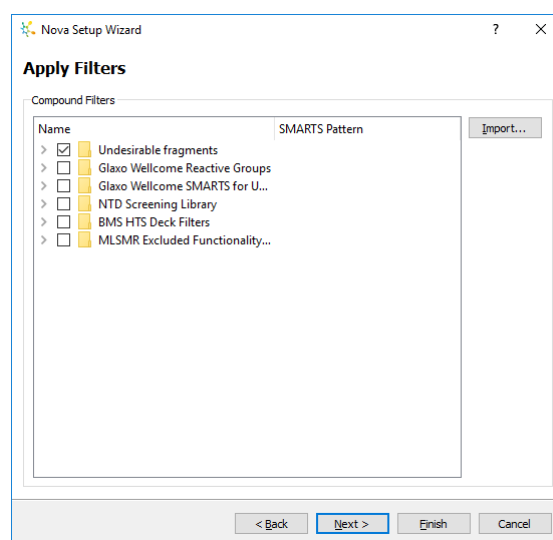 Nova Setup Wizard ? X
Apply Filters
Compound Filters
Name SMARTS Pattern Import...
Undesirable fragments
Glaxo Wellcome Reactive Groups
Glaxo Wellcome SMARTS for U...
NTD Screening Library
BMS HTS Deck Filters
MLSMR Excluded Functionality...
< Back Next > Finish Cancel